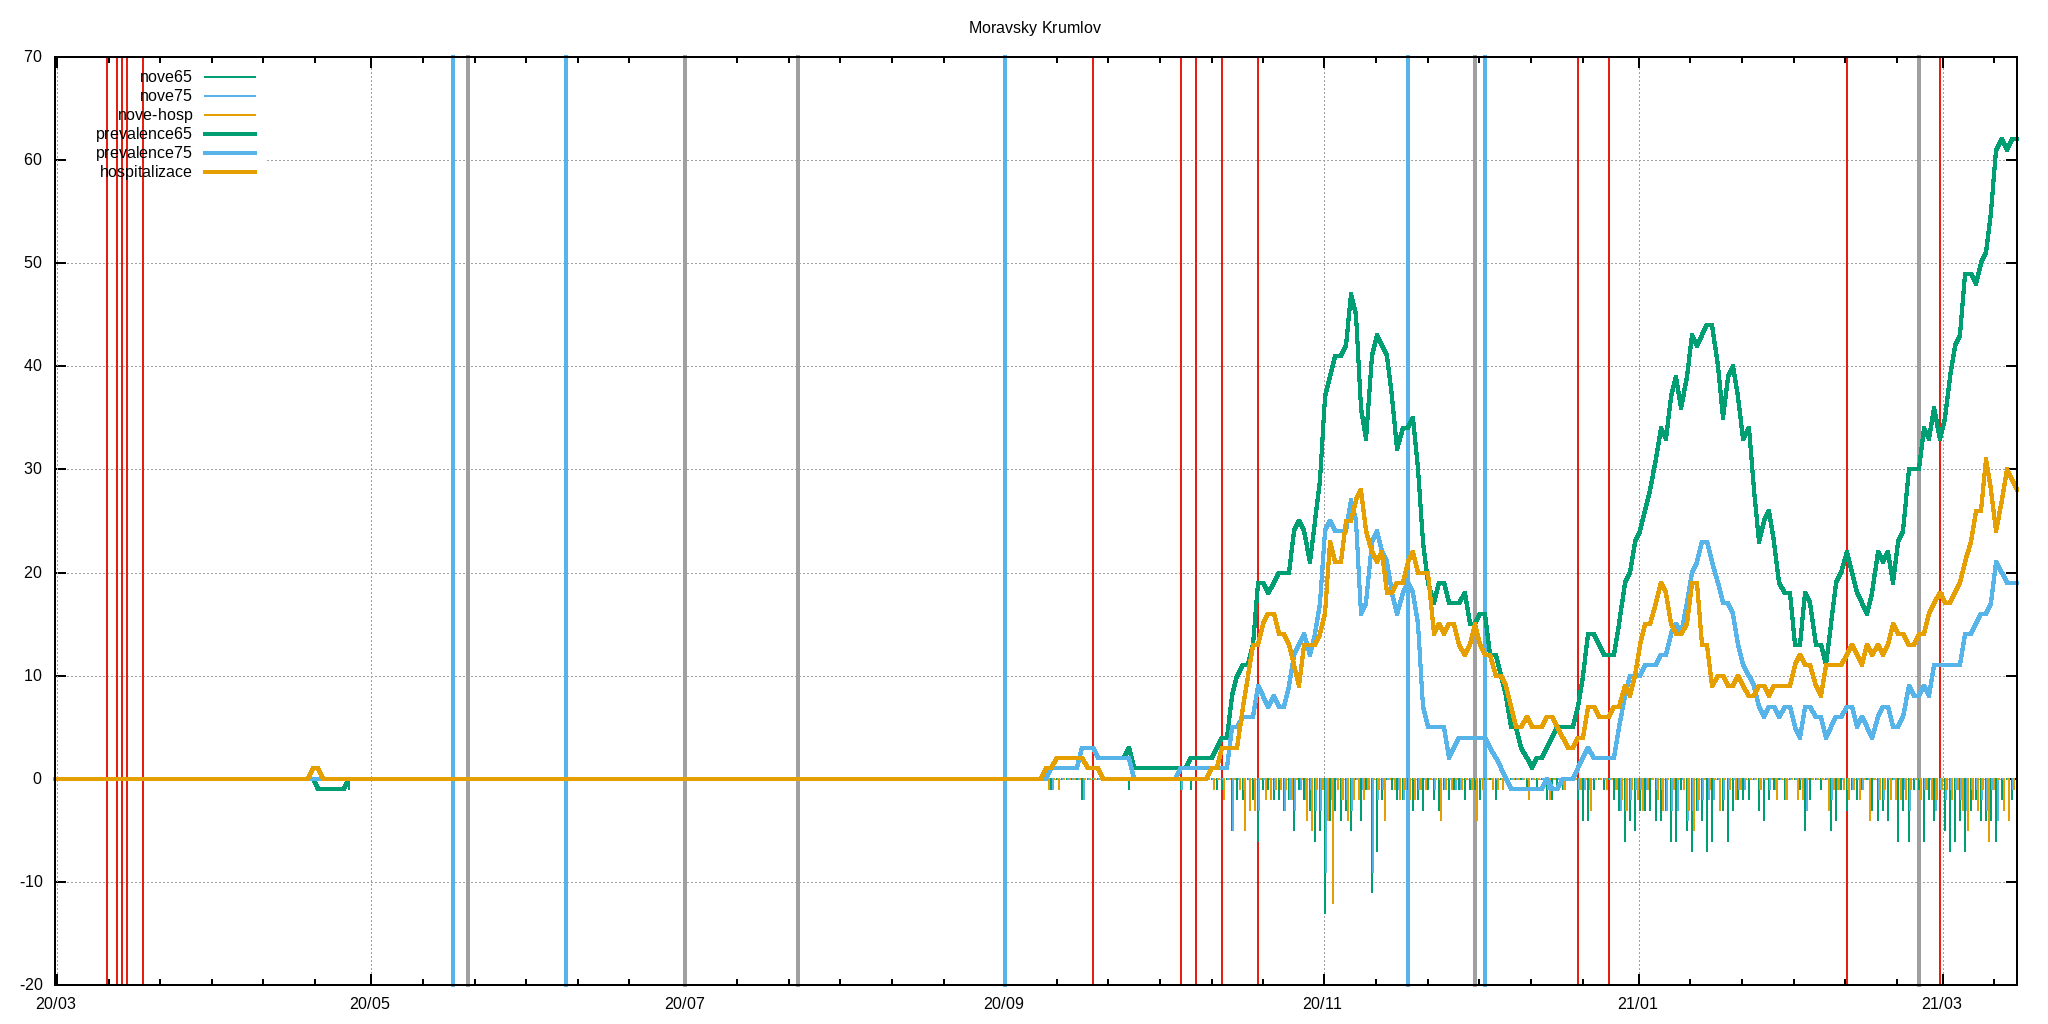 Moravsky Krumlov
70
60
50
40
30
20
10
0
-10
-20
nove65
nove75
nove-hosp
prevalence65
prevalence75
hospitalizace
20/03 20/05 20/07 20/09 20/11 21/01 21/03